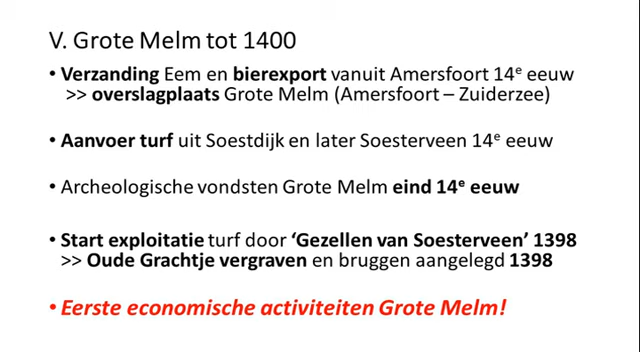 V. Grote Melm tot 1400
• Verzanding Eem en bierexport vanuit Amersfoort 14e eeuw
>> overslagplaats Grote Melm (Amersfoort – Zuiderzee)
• Aanvoer turf uit Soestdijk en later Soesterveen 14e eeuw
• Archeologische vondsten Grote Melm eind 14e eeuw
• Start exploitatie turf door ‘Gezellen van Soesterveen’ 1398
>> Oude Grachtje vergraven en bruggen aangelegd 1398
• Eerste economische activiteiten Grote Melm!